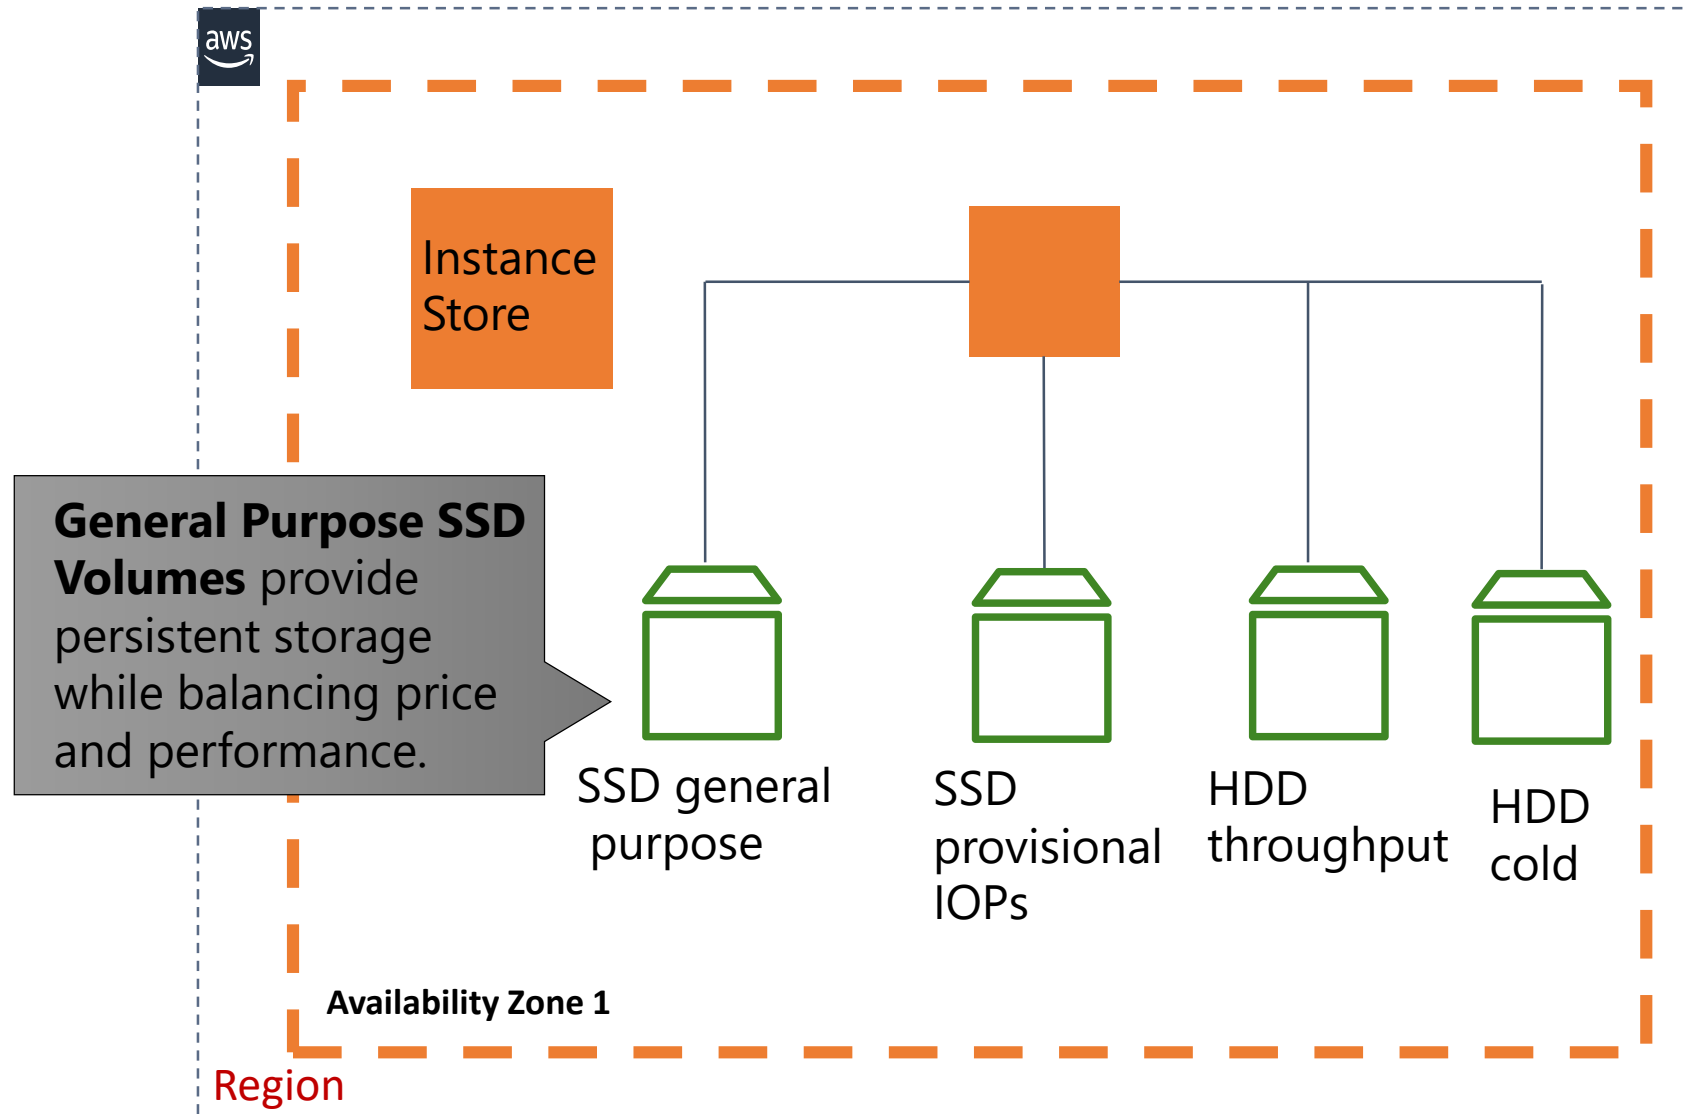 aws
Instance
Store
General Purpose SSD
Volumes provide
persistent storage
while balancing price
and performance.
SSD general
purpose
SSD
provisional
IOPs
HDD
throughput
HDD
cold
Availability Zone 1
Region